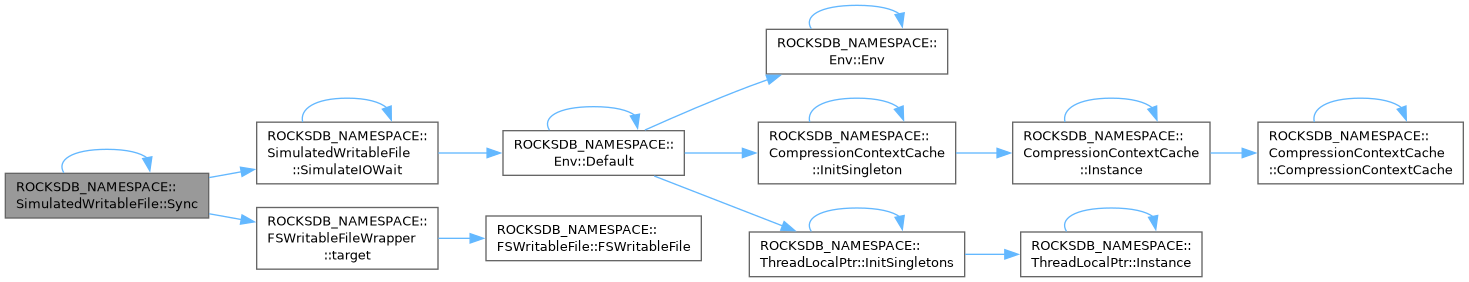 ROCKSDB_NAMESPACE::
SimulatedWritableFile::Sync
ROCKSDB_NAMESPACE::
SimulatedWritableFile
::SimulateIOWait
ROCKSDB_NAMESPACE::
Env::Default
ROCKSDB_NAMESPACE::
Env::Env
ROCKSDB_NAMESPACE::
CompressionContextCache
::InitSingleton
ROCKSDB_NAMESPACE::
CompressionContextCache
::Instance
ROCKSDB_NAMESPACE::
CompressionContextCache
::CompressionContextCache
ROCKSDB_NAMESPACE::
ThreadLocalPtr::InitSingletons
ROCKSDB_NAMESPACE::
ThreadLocalPtr::Instance
ROCKSDB_NAMESPACE::
FSWritableFileWrapper
::target
ROCKSDB_NAMESPACE::
FSWritableFile::FSWritableFile